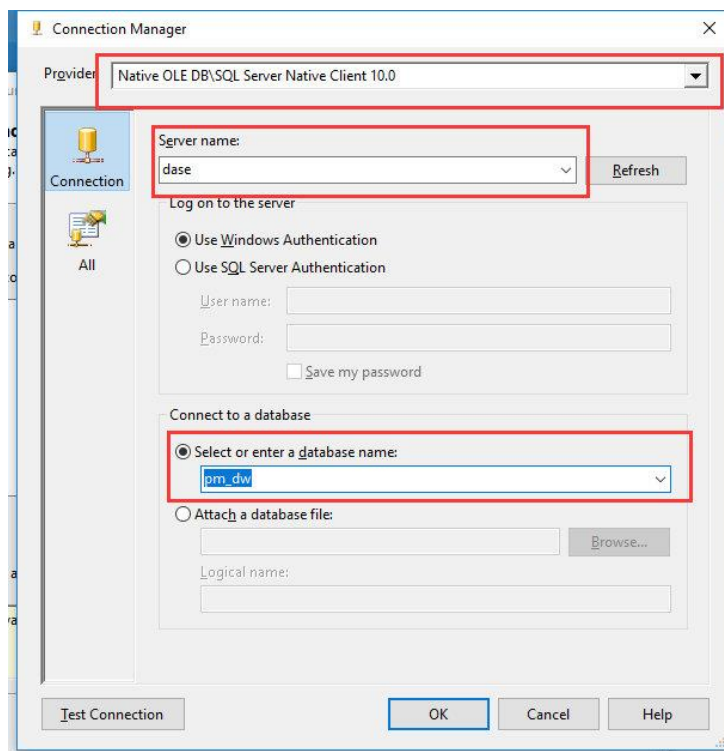 Connection Manager
Provider: Native OLE DB\SQL Server Native Client 10.0
Connection
All
Server name:
dase
Refresh
Log on to the server
Use Windows Authentication
Use SQL Server Authentication
User name:
Password:
Save my password
Connect to a database
Select or enter a database name:
pm_dw
Attach a database file:
Browse...
Logical name:
Test Connection
OK
Cancel
Help